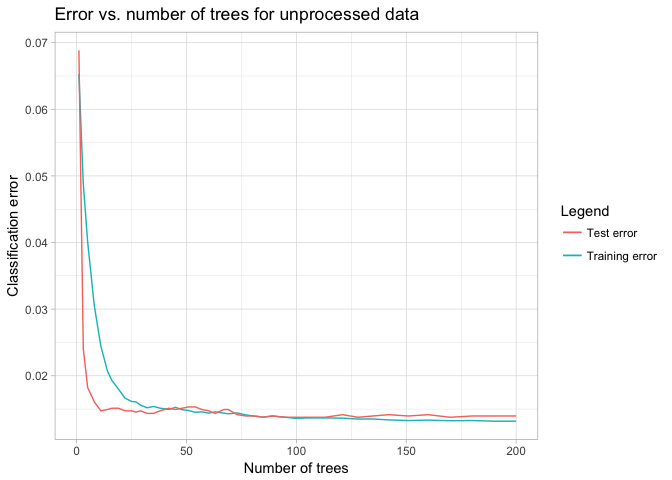 Error vs. number of trees for unprocessed data
0.07
0.06
0.05
0.04
0.03
0.02
Classification error
0 50 100 150 200
Number of trees
Legend
Test error
Training error